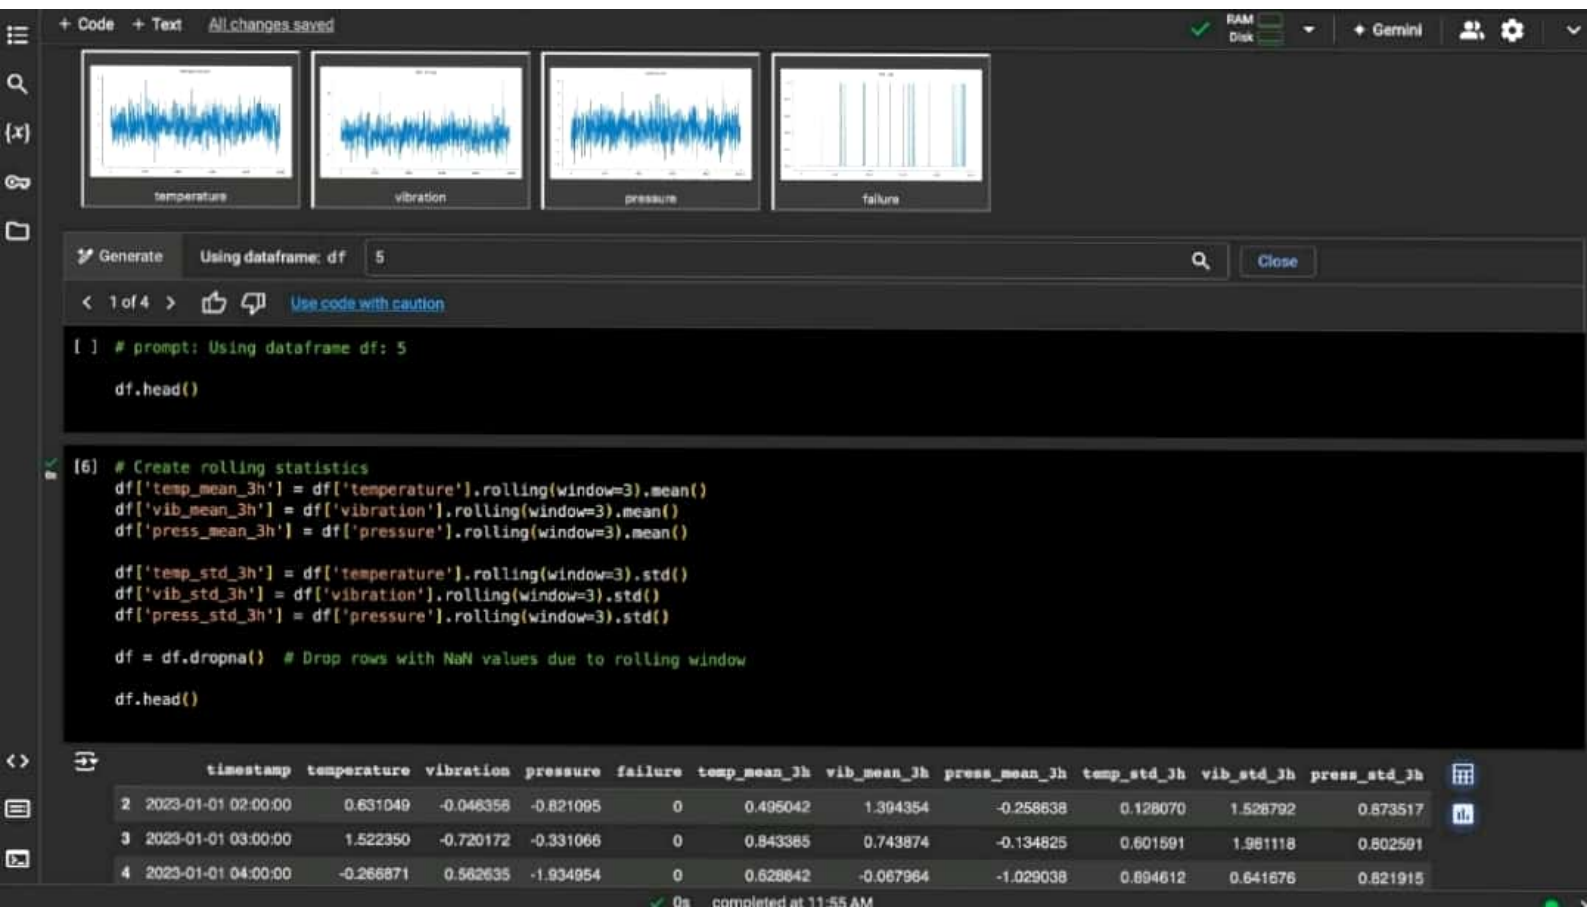 + Code + Text All changes saved
RAM
Disk
Gemini
temperature
vibration
pressure
failure
Generate Using dataframe: df 5 Close
< 1 of 4 > Use code with caution
[ ] # prompt: Using dataframe df: 5
df.head()
[6] # Create rolling statistics
df['temp_mean_3h'] = df['temperature'].rolling(window=3).mean()
df['vib_mean_3h'] = df['vibration'].rolling(window=3).mean()
df['press_mean_3h'] = df['pressure'].rolling(window=3).mean()
df['temp_std_3h'] = df['temperature'].rolling(window=3).std()
df['vib_std_3h'] = df['vibration'].rolling(window=3).std()
df['press_std_3h'] = df['pressure'].rolling(window=3).std()
df = df.dropna() # Drop rows with NaN values due to rolling window
df.head()
timestamp temperature vibration pressure failure temp_mean_3h vib_mean_3h press_mean_3h temp_std_3h vib_std_3h press_std_3h
2 2023-01-01 02:00:00 0.631049 -0.046356 -0.821095 0 0.495042 1.394354 -0.258638 0.128070 1.528792 0.873517
3 2023-01-01 03:00:00 1.522350 -0.720172 -0.331066 0 0.843385 0.743874 -0.134825 0.601591 1.981118 0.802591
4 2023-01-01 04:00:00 -0.266871 0.562635 -1.934954 0 0.628842 -0.067964 -1.029038 0.894612 0.641676 0.821915
0s completed at 11:55 AM